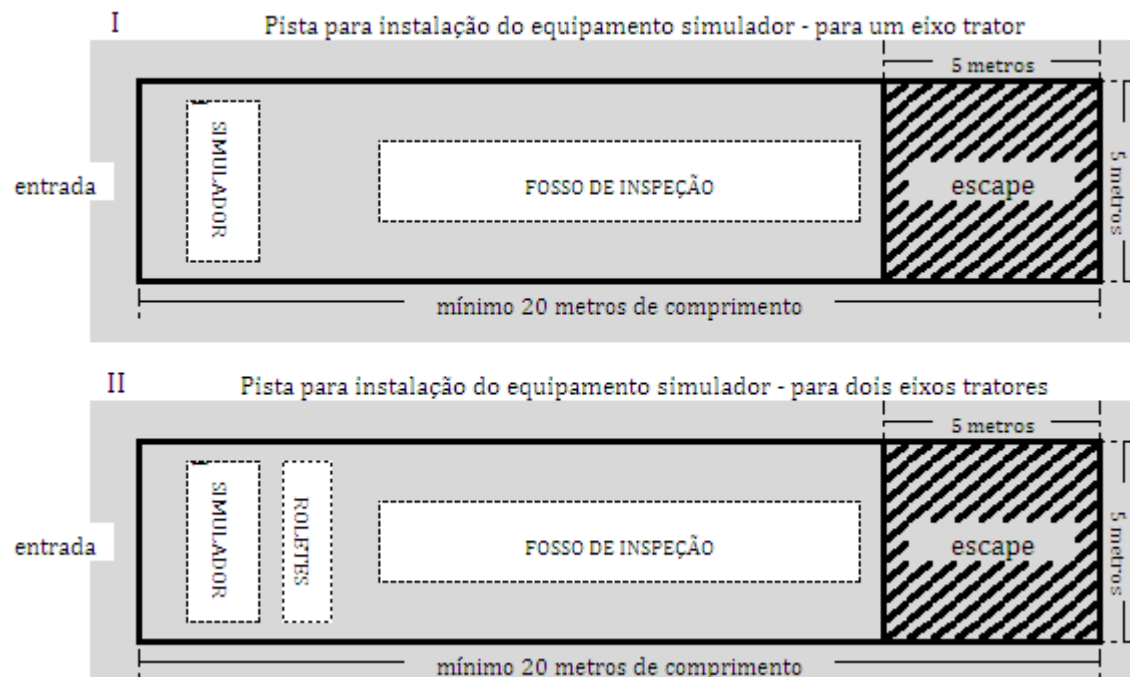 I
Pista para instalação do equipamento simulador - para um eixo trator
5 metros
SIMULADOR
entrada
FOSSO DE INSPEÇÃO
escape
5 metros
mínimo 20 metros de comprimento
II
Pista para instalação do equipamento simulador - para dois eixos tratores
5 metros
SIMULADOR
ROLETES
entrada
FOSSO DE INSPEÇÃO
escape
5 metros
mínimo 20 metros de comprimento